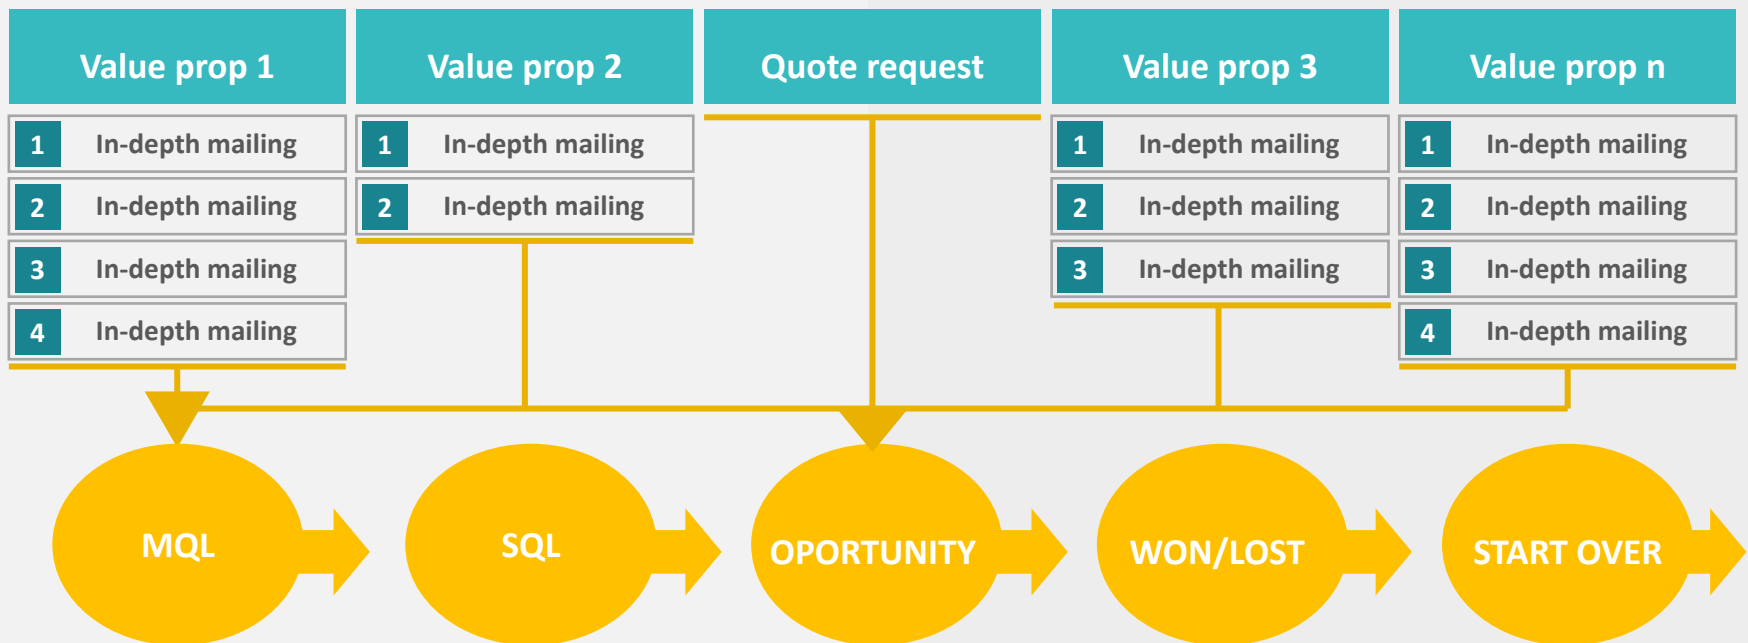 Value prop 1
Value prop 2
Quote request
Value prop 3
Value prop n
1 In-depth mailing
2 In-depth mailing
3 In-depth mailing
4 In-depth mailing
1 In-depth mailing
2 In-depth mailing
1 In-depth mailing
2 In-depth mailing
3 In-depth mailing
1 In-depth mailing
2 In-depth mailing
3 In-depth mailing
4 In-depth mailing
MQL
SQL
OPORTUNITY
WON/LOST
START OVER